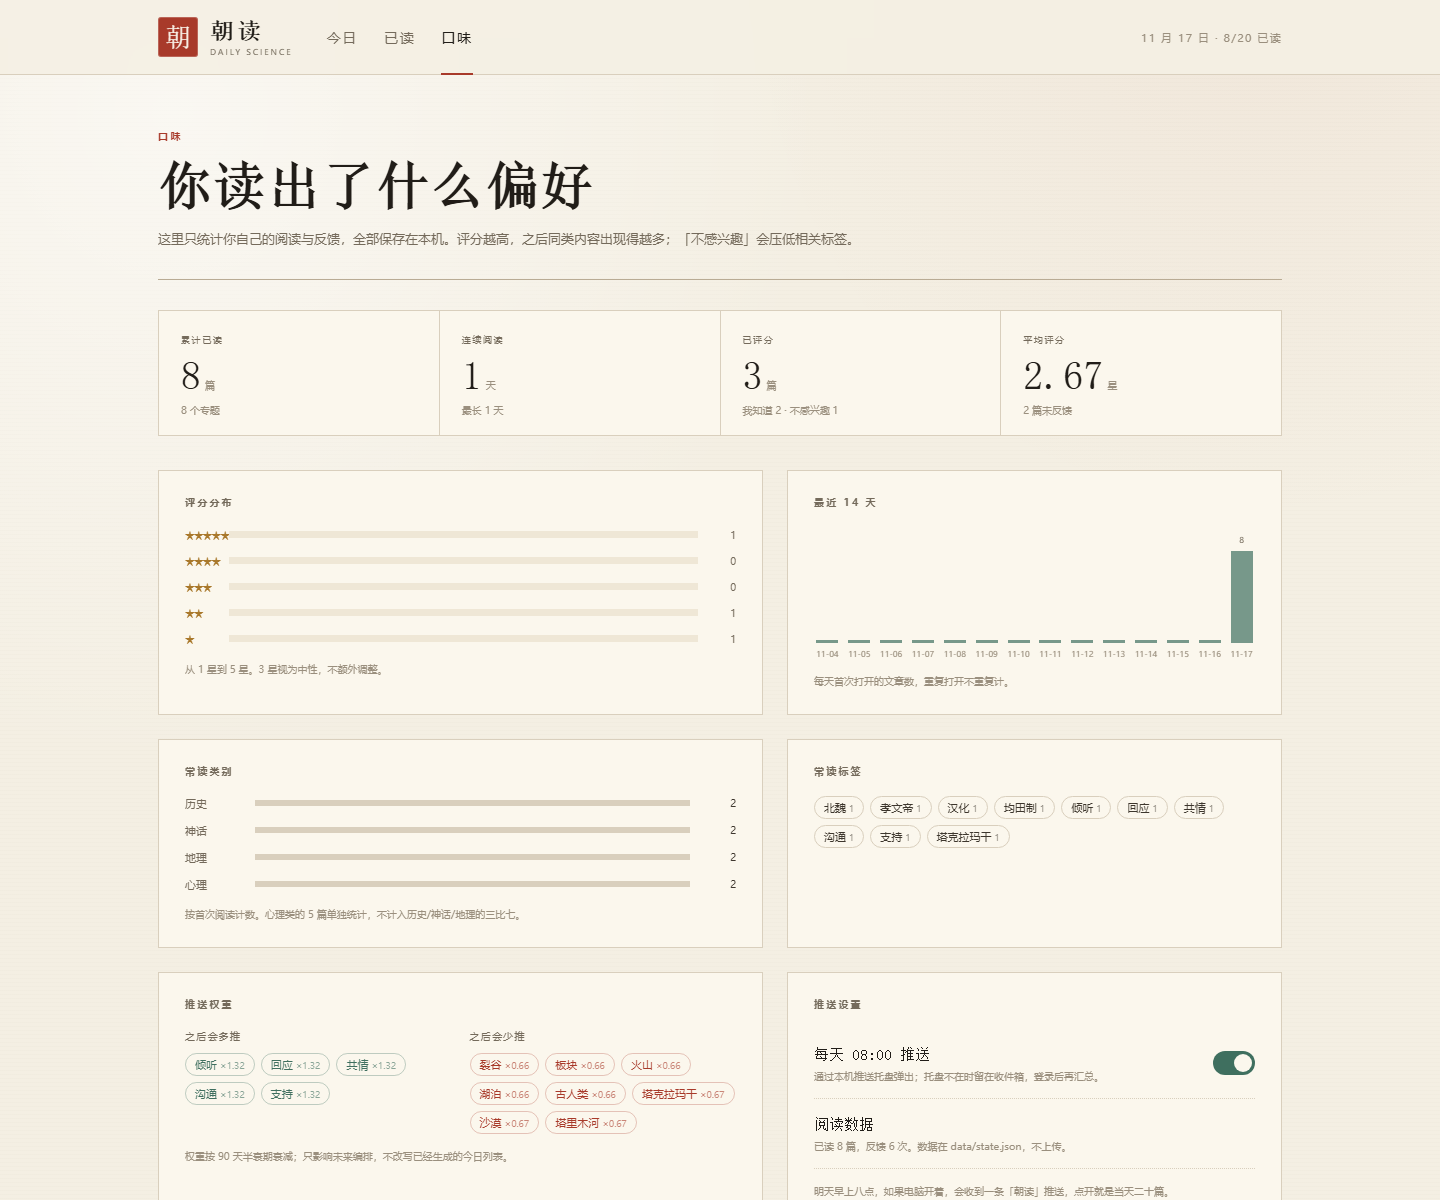 朝 朝读
DAILY SCIENCE
今日 已读 口味
11 月 17 日 · 8/20 已读
口味
你读出了什么偏好
这里只统计你自己的阅读与反馈，全部保存在本机。评分越高，之后同类内容出现得越多；「不感兴趣」会压低相关标签。
累计已读
8 篇
8 个专题
连续阅读
1 天
最长 1 天
已评分
3 篇
我知道 2 · 不感兴趣 1
平均评分
2.67 星
2 篇未反馈
评分分布
★★★★★ 1
★★★★ 0
★★★ 0
★★ 1
★ 1
从 1 星到 5 星。3 星视为中性，不额外调整。
最近 14 天
8
11-04 11-05 11-06 11-07 11-08 11-09 11-10 11-11 11-12 11-13 11-14 11-15 11-16 11-17
每天首次打开的文章数，重复打开不重复计。
常读类别
历史 2
神话 2
地理 2
心理 2
按首次阅读计数。心理类的 5 篇单独统计，不计入历史/神话/地理的三比七。
常读标签
北魏 1 孝文帝 1 汉化 1 均田制 1 倾听 1 回应 1 共情 1
沟通 1 支持 1 塔克拉玛干 1
推送权重
之后会多推
倾听 ×1.32 回应 ×1.32 共情 ×1.32
沟通 ×1.32 支持 ×1.32
之后会少推
裂谷 ×0.66 板块 ×0.66 火山 ×0.66
湖泊 ×0.66 古人类 ×0.66 塔克拉玛干 ×0.67
沙漠 ×0.67 塔里木河 ×0.67
权重按 90 天半衰期衰减；只影响未来编排，不改写已经生成的今日列表。
推送设置
每天 08:00 推送
通过本机推送托盘弹出；托盘不在时留在收件箱，登录后再汇总。
阅读数据
已读 8 篇，反馈 6 次。数据在 data/state.json，不上传。
明天早上八点，如果电脑开着，会收到一条「朝读」推送，点开就是当天二十篇。